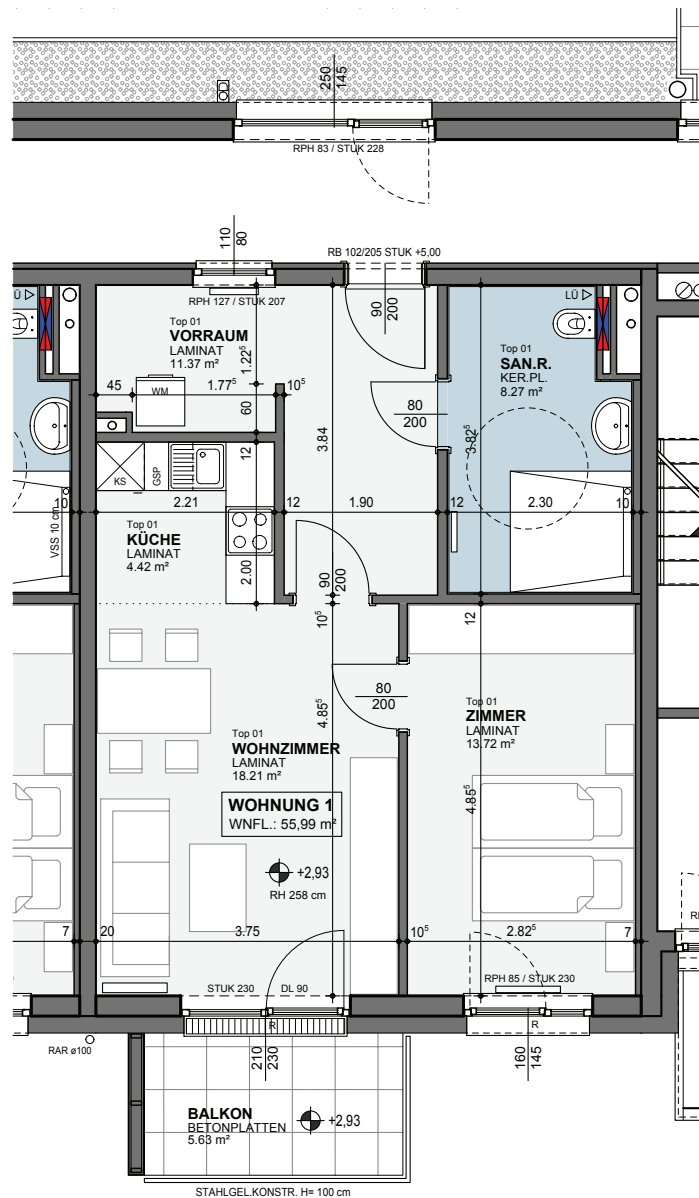 250
145
RPH 83 / STUK 228
110
80
RB 102/205 STUK +5,00
RPH 127 / STUK 207
90
200
Ü
LÜ
Top 01
VORRAUM
LAMINAT
11.37 m²
1.22⁵
Top 01
SAN.R.
KER.PL.
8.27 m²
45
WM
1.77⁵
10⁵
60
80
200
3.84
3.82⁵
12
KS
GSP
10
2.21
12
1.90
12
2.30
10
VSS 10 cm
Top 01
KÜCHE
LAMINAT
4.42 m²
2.00
90
200
10⁵
12
80
200
4.85⁵
Top 01
WOHNZIMMER
LAMINAT
18.21 m²
Top 01
ZIMMER
LAMINAT
13.72 m²
WOHNUNG 1
WNFL.: 55,99 m²
4.85⁵
+2,93
RH 258 cm
7
20
3.75
10⁵
2.82⁵
7
STUK 230
DL 90
RPH 85 / STUK 230
R
R
RAR ø100
210
230
160
145
BALKON
BETONPLATTEN
5.63 m²
+2,93
STAHLGEL.KONSTR. H= 100 cm